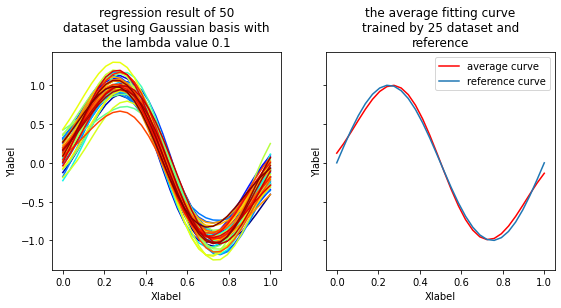 regression result of 50
dataset using Gaussian basis with
the lambda value 0.1
1.0
0.5
0.0
−0.5
−1.0
Ylabel
0.0 0.2 0.4 0.6 0.8 1.0
Xlabel
the average fitting curve
trained by 25 dataset and
reference
average curve
reference curve
Ylabel
0.0 0.2 0.4 0.6 0.8 1.0
Xlabel